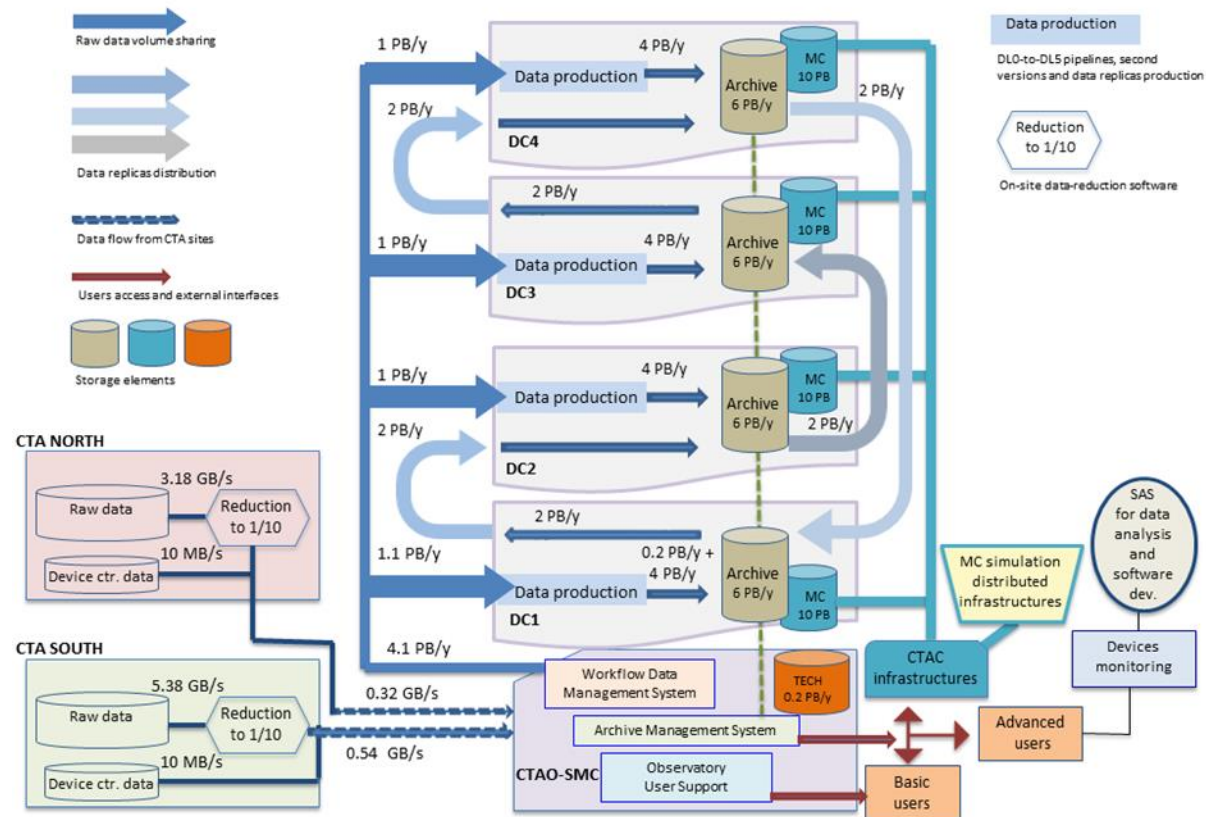 Raw data volume sharing
Data replicas distribution
Data flow from CTA sites
Users access and external interfaces
Storage elements
Data production
DL0-to-DL5 pipelines, second
versions and data replicas production
Reduction
to 1/10
On-site data-reduction software
1 PB/y
Data production
4 PB/y
Archive
6 PB/y
MC
10 PB
2 PB/y
2 PB/y
DC4
2 PB/y
MC
10 PB
1 PB/y
Data production
4 PB/y
Archive
6 PB/y
DC3
1 PB/y
Data production
4 PB/y
Archive
6 PB/y
MC
10 PB
2 PB/y
2 PB/y
DC2
2 PB/y
1.1 PB/y
0.2 PB/y +
4 PB/y
Data production
Archive
6 PB/y
MC
10 PB
DC1
4.1 PB/y
CTA NORTH
3.18 GB/s
Raw data
Reduction
to 1/10
10 MB/s
Device ctr. data
CTA SOUTH
5.38 GB/s
Raw data
Reduction
to 1/10
10 MB/s
Device ctr. data
0.32 GB/s
0.54 GB/s
Workflow Data
Management System
TECH
0.2 PB/y
Archive Management System
CTAO-SMC
Observatory
User Support
CTAC
infrastructures
MC simulation
distributed
infrastructures
SAS
for data
analysis
and
software
dev.
Devices
monitoring
Advanced
users
Basic
users